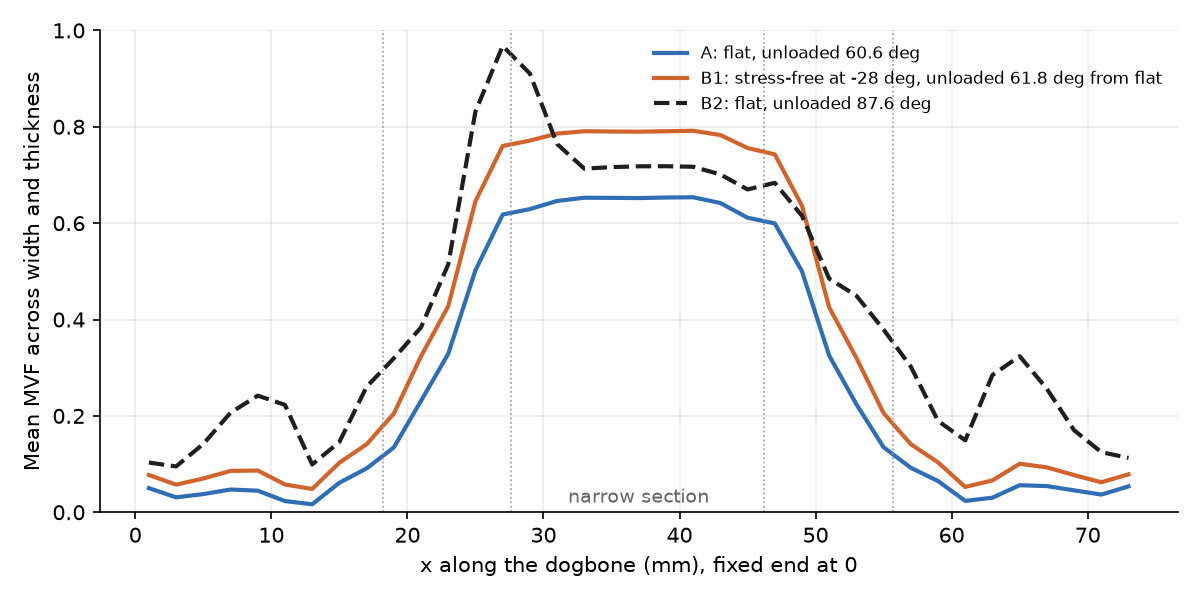 1.0
0.8
0.6
0.4
0.2
0.0
Mean MVF across width and thickness
A: flat, unloaded 60.6 deg
B1: stress-free at -28 deg, unloaded 61.8 deg from flat
B2: flat, unloaded 87.6 deg
narrow section
0 10 20 30 40 50 60 70
x along the dogbone (mm), fixed end at 0